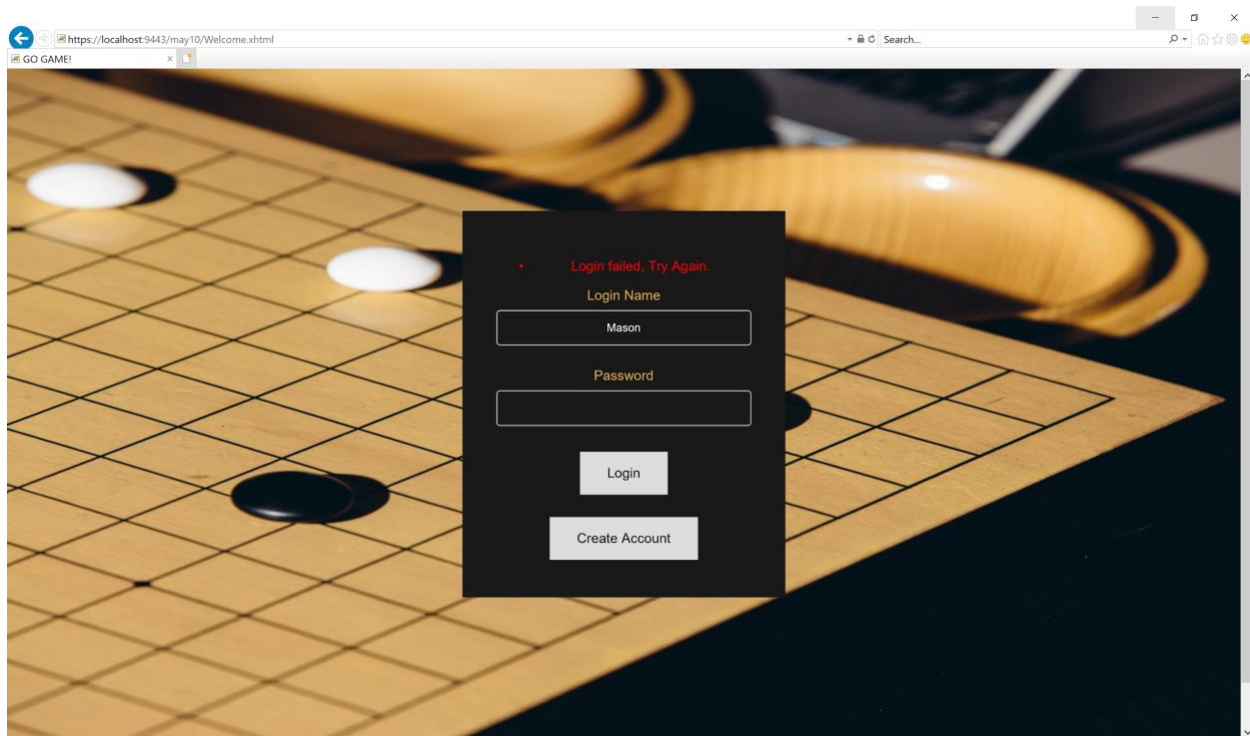 https://localhost:9443/may10/Welcome.xhtml
Search...
GO GAME!
Login failed, Try Again.
Login Name
Mason
Password
Login
Create Account